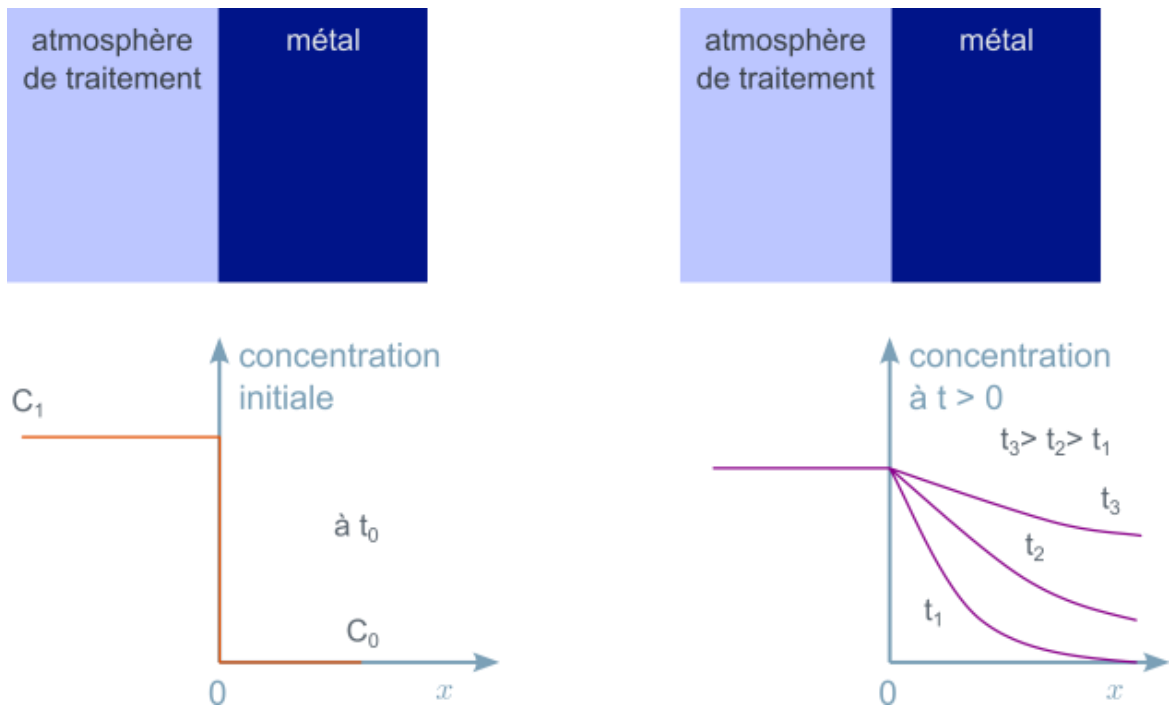 atmosphère
de traitement
métal
atmosphère
de traitement
métal
concentration
initiale
C₁
à t₀
C₀
0
x
concentration
à t > 0
t₃> t₂> t₁
t₃
t₂
t₁
0
x